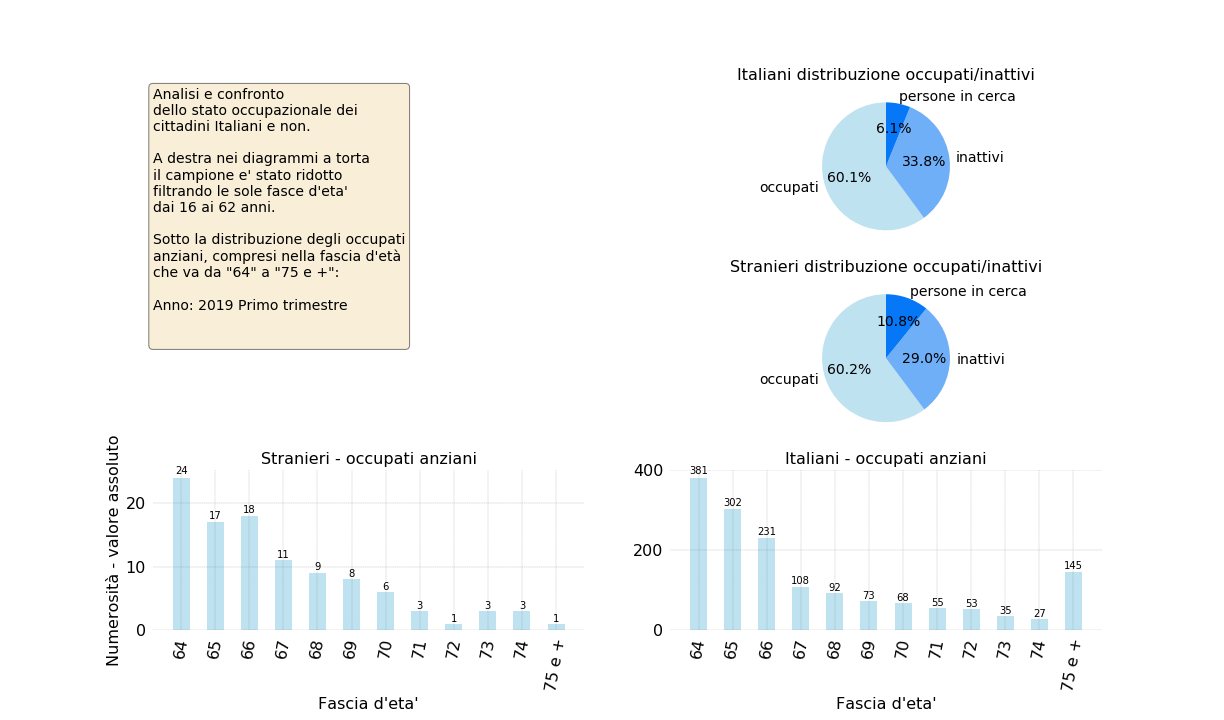 Analisi e confronto
dello stato occupazionale dei
cittadini Italiani e non.
A destra nei diagrammi a torta
il campione e' stato ridotto
filtrando le sole fasce d'eta'
dai 16 ai 62 anni.
Sotto la distribuzione degli occupati
anziani, compresi nella fascia d'età
che va da "64" a "75 e +":
Anno: 2019 Primo trimestre
Italiani distribuzione occupati/inattivi
persone in cerca
6.1%
33.8%
inattivi
60.1%
occupati
Stranieri distribuzione occupati/inattivi
persone in cerca
10.8%
29.0%
inattivi
60.2%
occupati
Stranieri - occupati anziani
Numerosità - valore assoluto
20
10
0
24
17
18
11
9
8
6
3
1
3
3
1
64
65
66
67
68
69
70
71
72
73
74
75 e +
Fascia d'eta'
Italiani - occupati anziani
400
200
0
381
302
231
108
92
73
68
55
53
35
27
145
64
65
66
67
68
69
70
71
72
73
74
75 e +
Fascia d'eta'